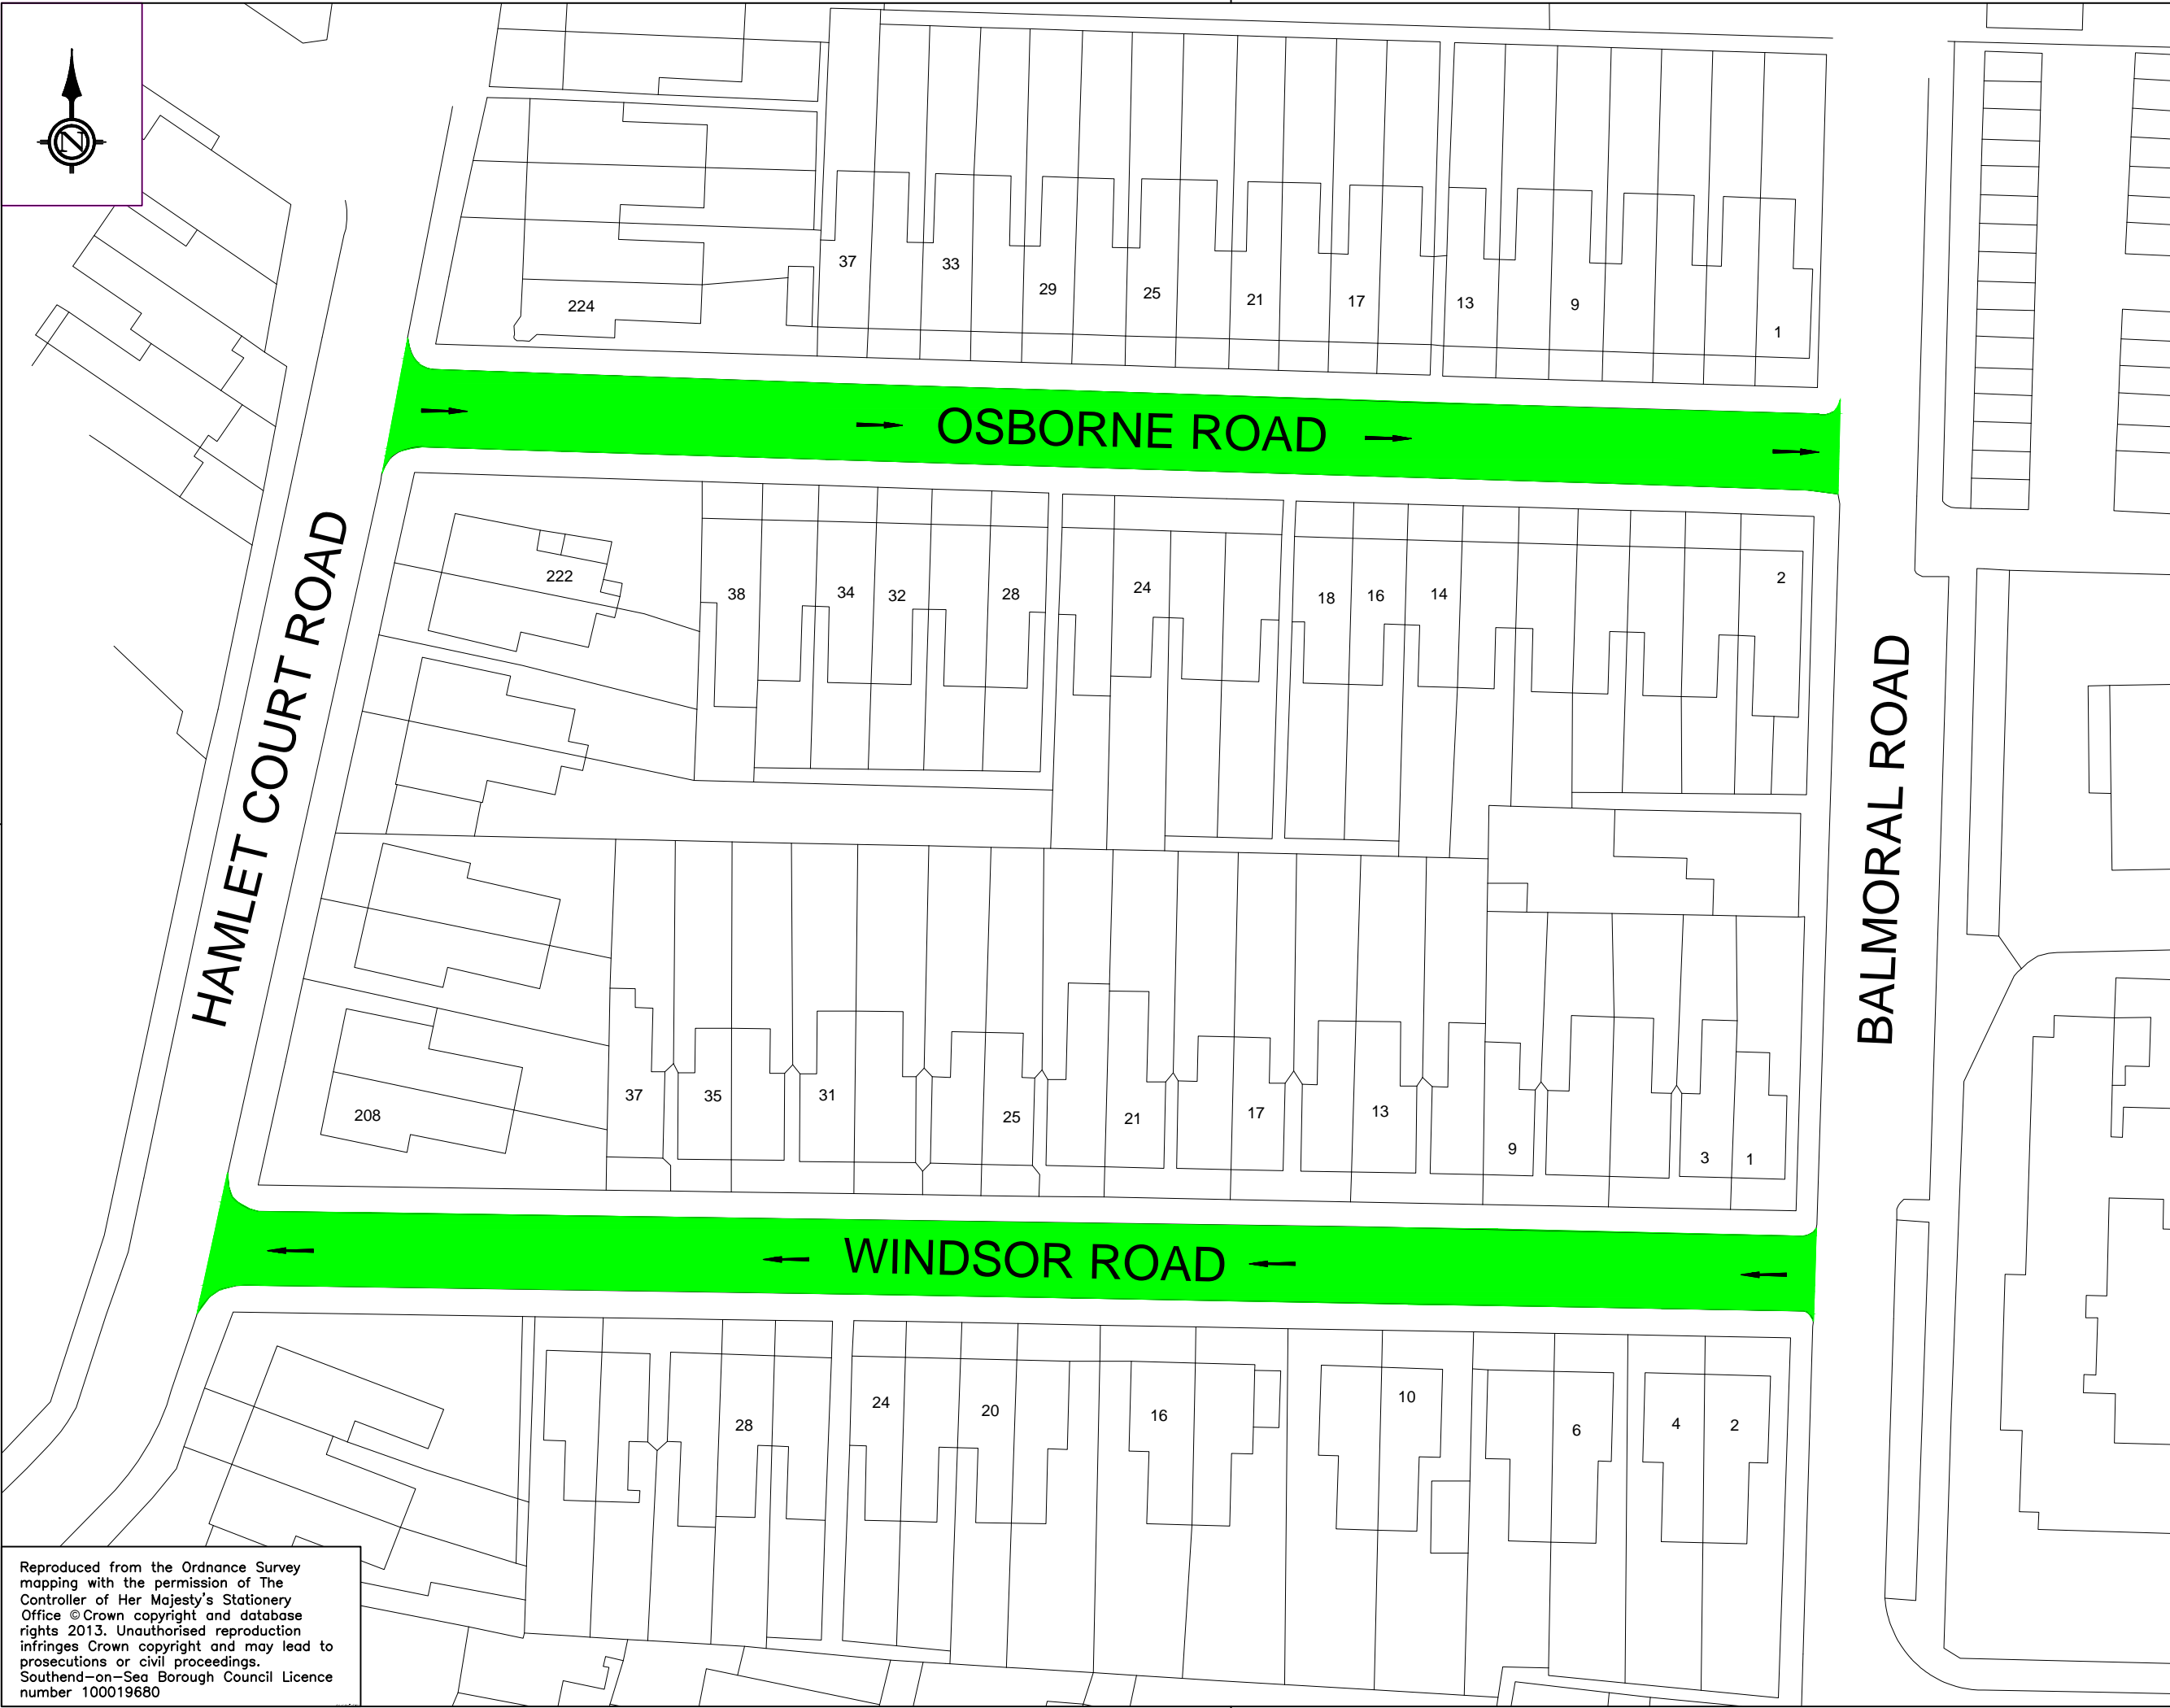 N
37
33
29
25
21
17
13
9
1
224
OSBORNE ROAD
222
38
34
32
28
24
18
16
14
2
HAMLET COURT ROAD
BALMORAL ROAD
208
37
35
31
25
21
17
13
9
3
1
WINDSOR ROAD
28
24
20
16
10
6
4
2
Reproduced from the Ordnance Survey
mapping with the permission of The
Controller of Her Majesty's Stationery
Office © Crown copyright and database
rights 2013. Unauthorised reproduction
infringes Crown copyright and may lead to
prosecutions or civil proceedings.
Southend-on-Sea Borough Council Licence
number 100019680